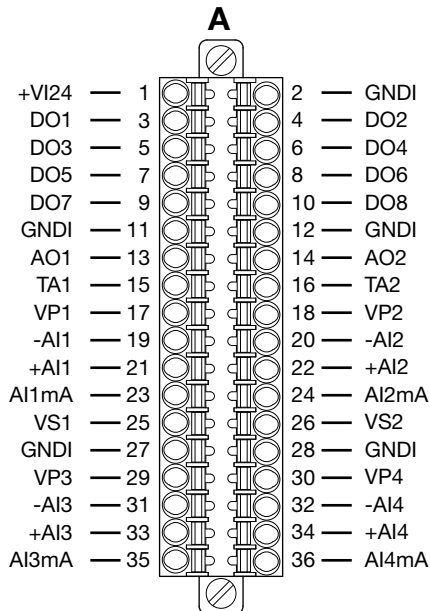 A
+VI24 1 2 GNDI
DO1 3 4 DO2
DO3 5 6 DO4
DO5 7 8 DO6
DO7 9 10 DO8
GNDI 11 12 GNDI
AO1 13 14 AO2
TA1 15 16 TA2
VP1 17 18 VP2
-AI1 19 20 -AI2
+AI1 21 22 +AI2
AI1mA 23 24 AI2mA
VS1 25 26 VS2
GNDI 27 28 GNDI
VP3 29 30 VP4
-AI3 31 32 -AI4
+AI3 33 34 +AI4
AI3mA 35 36 AI4mA